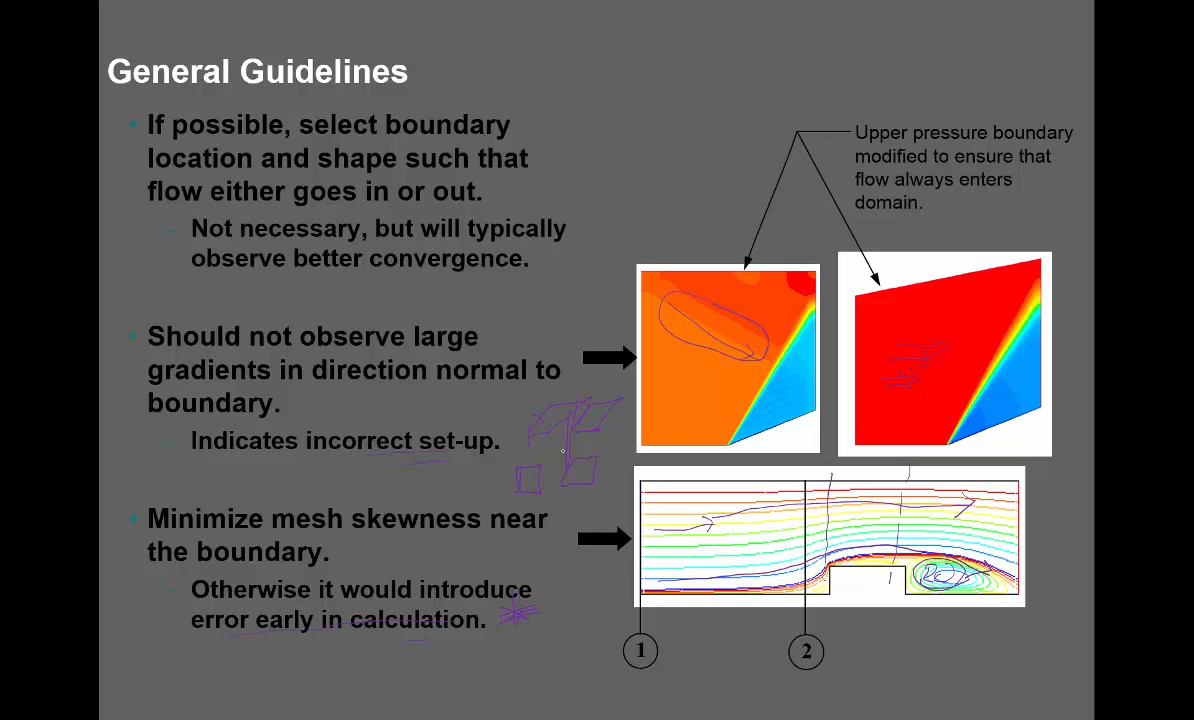 General Guidelines
If possible, select boundary
location and shape such that
flow either goes in or out.
Not necessary, but will typically
observe better convergence.
Should not observe large
gradients in direction normal to
boundary.
Indicates incorrect set-up.
Minimize mesh skewness near
the boundary.
Otherwise it would introduce
error early in calculation.
Upper pressure boundary
modified to ensure that
flow always enters
domain.
1
2